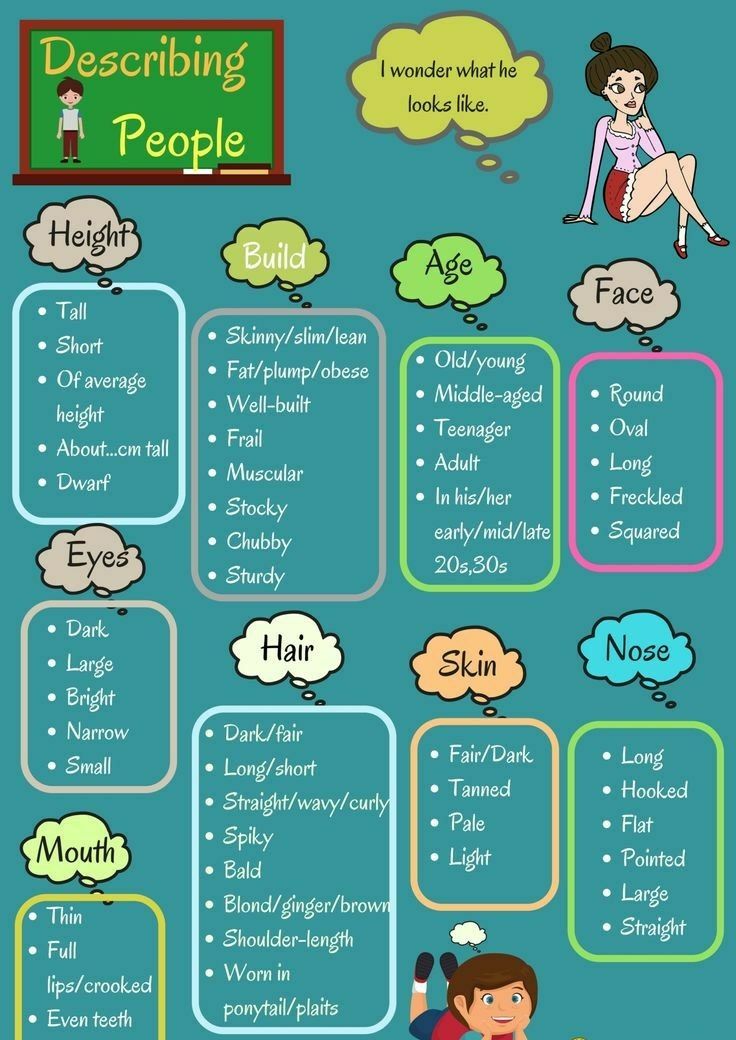 Describing
People
I wonder what he
looks like.
Height
• Tall
• Short
• Of average
height
• About...cm tall
• Dwarf
Build
• Skinny/slim/lean
• Fat/plump/obese
• Well-built
• Frail
• Muscular
• Stocky
• Chubby
• Sturdy
Age
• Old/young
• Middle-aged
• Teenager
• Adult
• In his/her
early/mid/late
20s,30s
Face
• Round
• Oval
• Long
• Freckled
• Squared
Eyes
• Dark
• Large
• Bright
• Narrow
• Small
Hair
• Dark/fair
• Long/short
• Straight/wavy/curly
• Spiky
• Bald
• Blond/ginger/brown
• Shoulder-length
• Worn in
ponytail/plaits
Skin
• Fair/Dark
• Tanned
• Pale
• Light
Nose
• Long
• Hooked
• Flat
• Pointed
• Large
• Straight
Mouth
• Thin
• Full
lips/crooked
• Even teeth